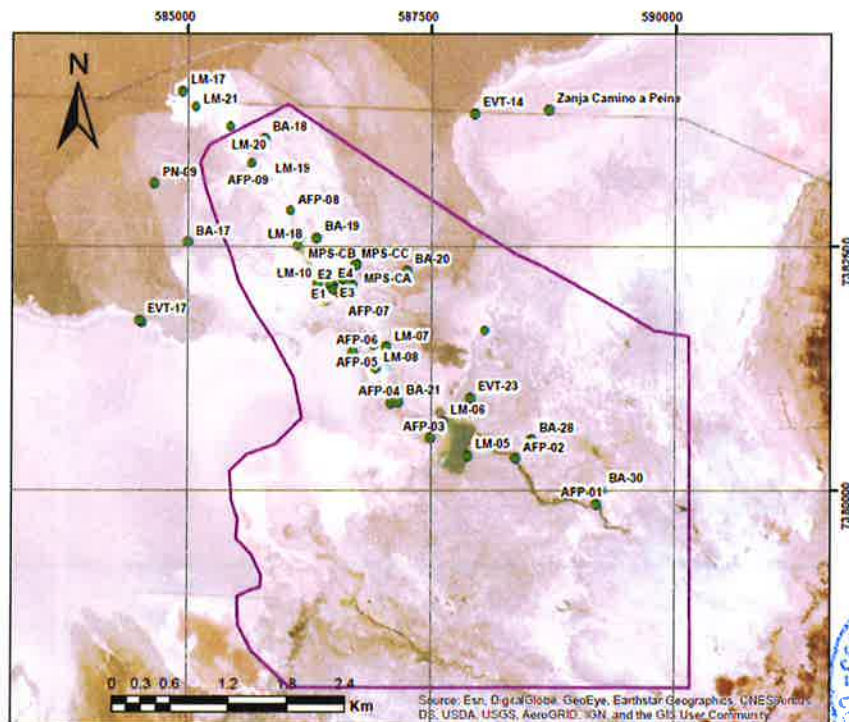 585000
587500
590000
N
LM-17
LM-21
EVT-14
Zanja Camino a Peine
BA-18
LM-20
LM-19
PN-09
AFP-09
AFP-08
BA-17
LM-18
BA-19
MPS-CB
MPS-CC
BA-20
7382500
LM-10
E2
E4
MPS-CA
E1
E3
EVT-17
AFP-07
AFP-06
LM-07
AFP-05
LM-08
AFP-04
BA-21
EVT-23
LM-06
AFP-03
BA-28
LM-05
AFP-02
BA-30
AFP-01
7380000
0 0.3 0.6 1.2 1.8 2.4
Km
Source: Esri, DigitalGlobe, GeoEye, Earthstar Geographics, CNES/Airbus
DS, USDA, USGS, AeroGRID, IGN, and the GIS User Community